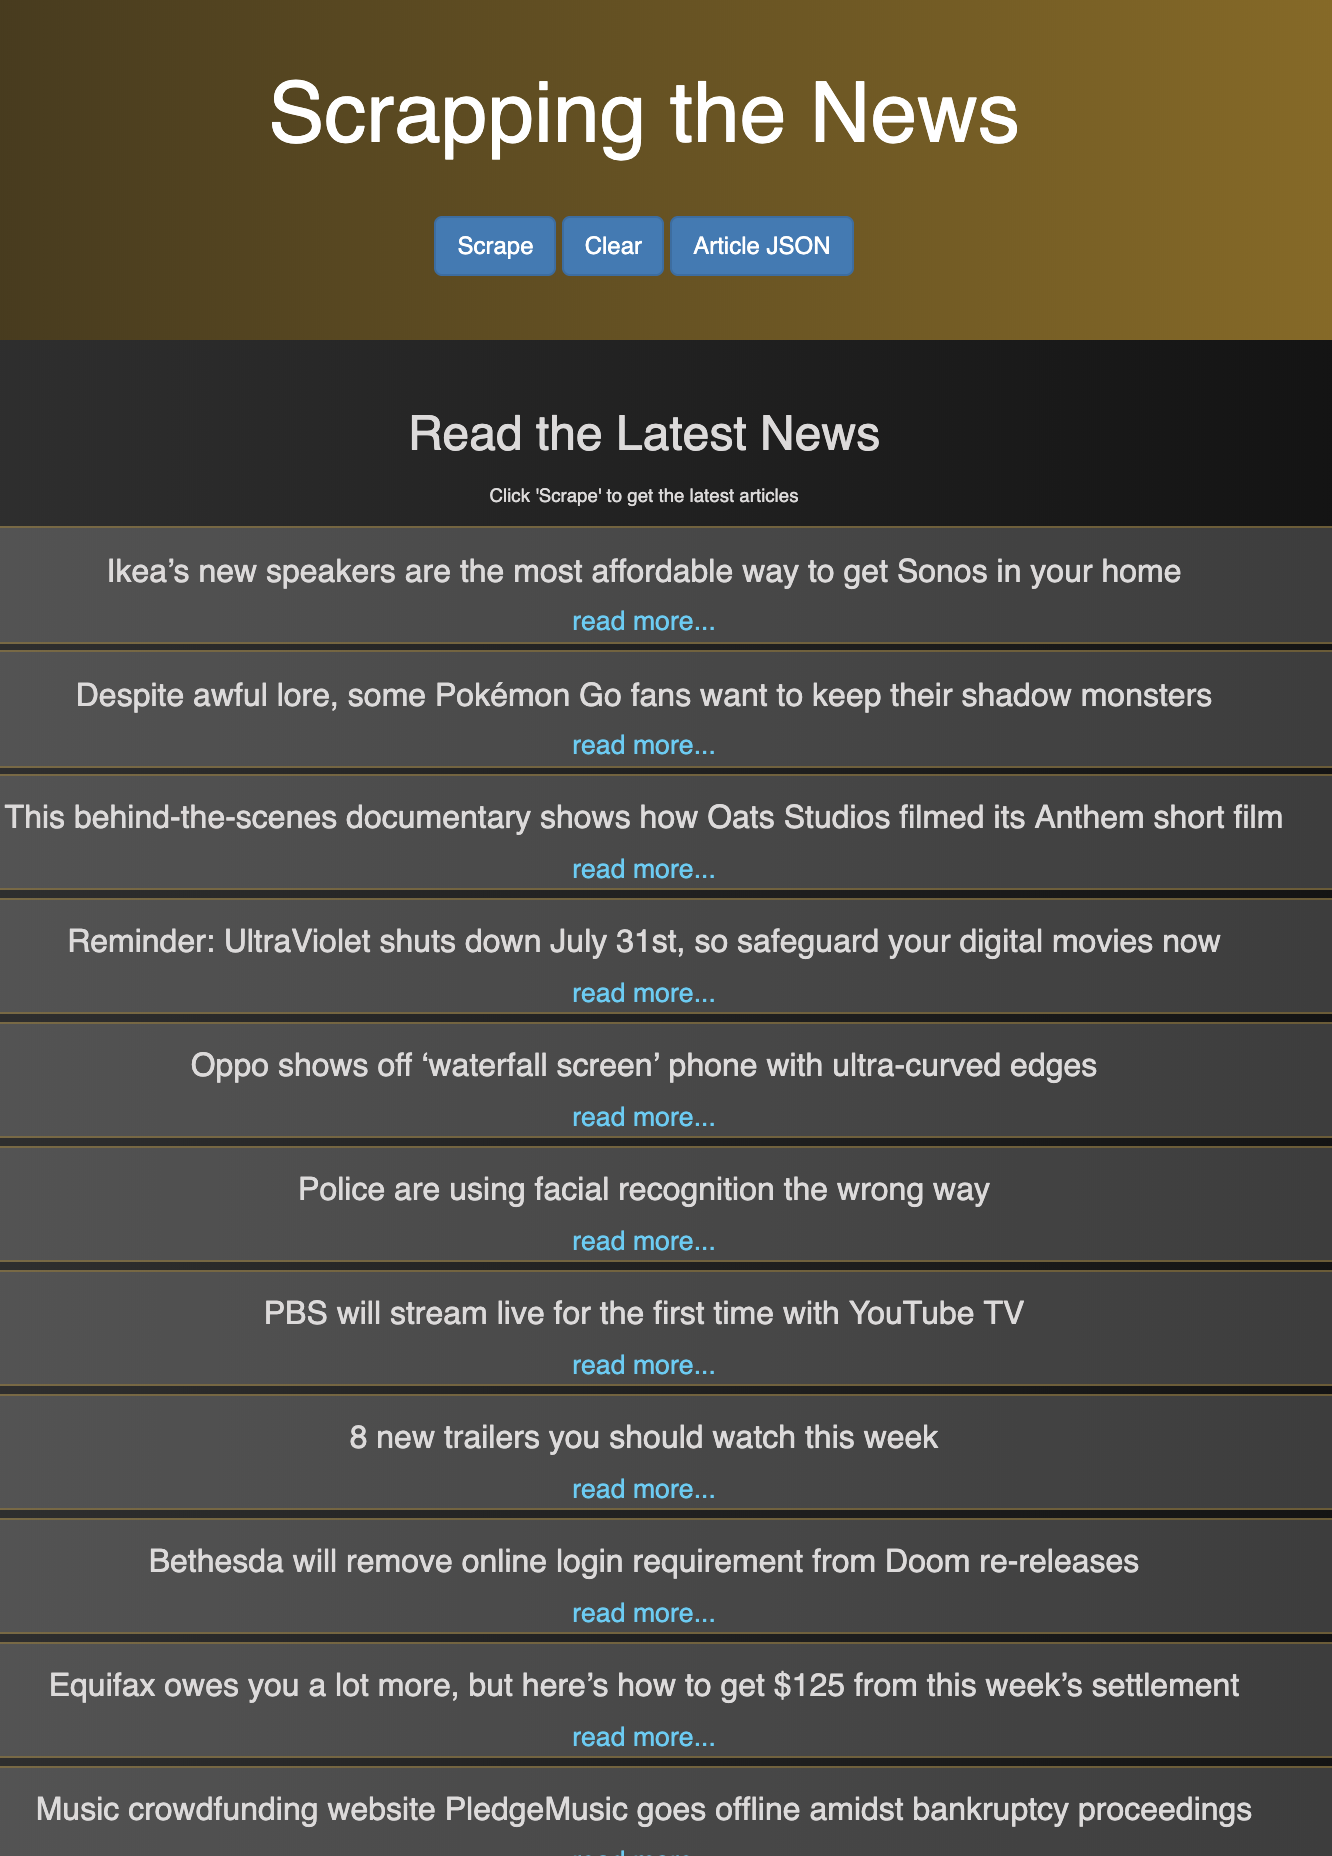 Scrapping the News
Scrape Clear Article JSON
Read the Latest News
Click 'Scrape' to get the latest articles
Ikea’s new speakers are the most affordable way to get Sonos in your home
read more...
Despite awful lore, some Pokémon Go fans want to keep their shadow monsters
read more...
This behind-the-scenes documentary shows how Oats Studios filmed its Anthem short film
read more...
Reminder: UltraViolet shuts down July 31st, so safeguard your digital movies now
read more...
Oppo shows off ‘waterfall screen’ phone with ultra-curved edges
read more...
Police are using facial recognition the wrong way
read more...
PBS will stream live for the first time with YouTube TV
read more...
8 new trailers you should watch this week
read more...
Bethesda will remove online login requirement from Doom re-releases
read more...
Equifax owes you a lot more, but here’s how to get $125 from this week’s settlement
read more...
Music crowdfunding website PledgeMusic goes offline amidst bankruptcy proceedings